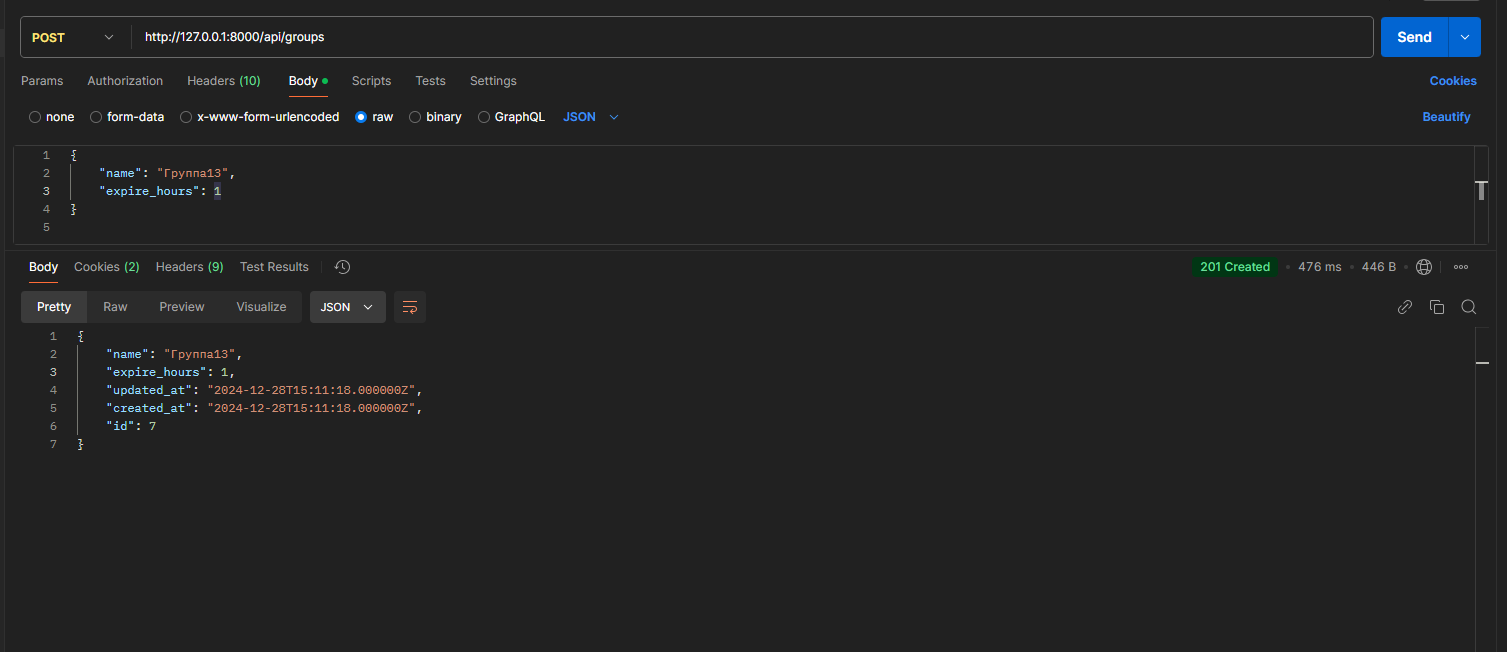 POST http://127.0.0.1:8000/api/groups Send
Params Authorization Headers (10) Body Scripts Tests Settings Cookies
none form-data x-www-form-urlencoded raw binary GraphQL JSON Beautify
1 {
2 "name": "Группа13",
3 "expire_hours": 1
4 }
5
Body Cookies (2) Headers (9) Test Results 201 Created • 476 ms • 446 B •
Pretty Raw Preview Visualize JSON
1 {
2 "name": "Группа13",
3 "expire_hours": 1,
4 "updated_at": "2024-12-28T15:11:18.000000Z",
5 "created_at": "2024-12-28T15:11:18.000000Z",
6 "id": 7
7 }